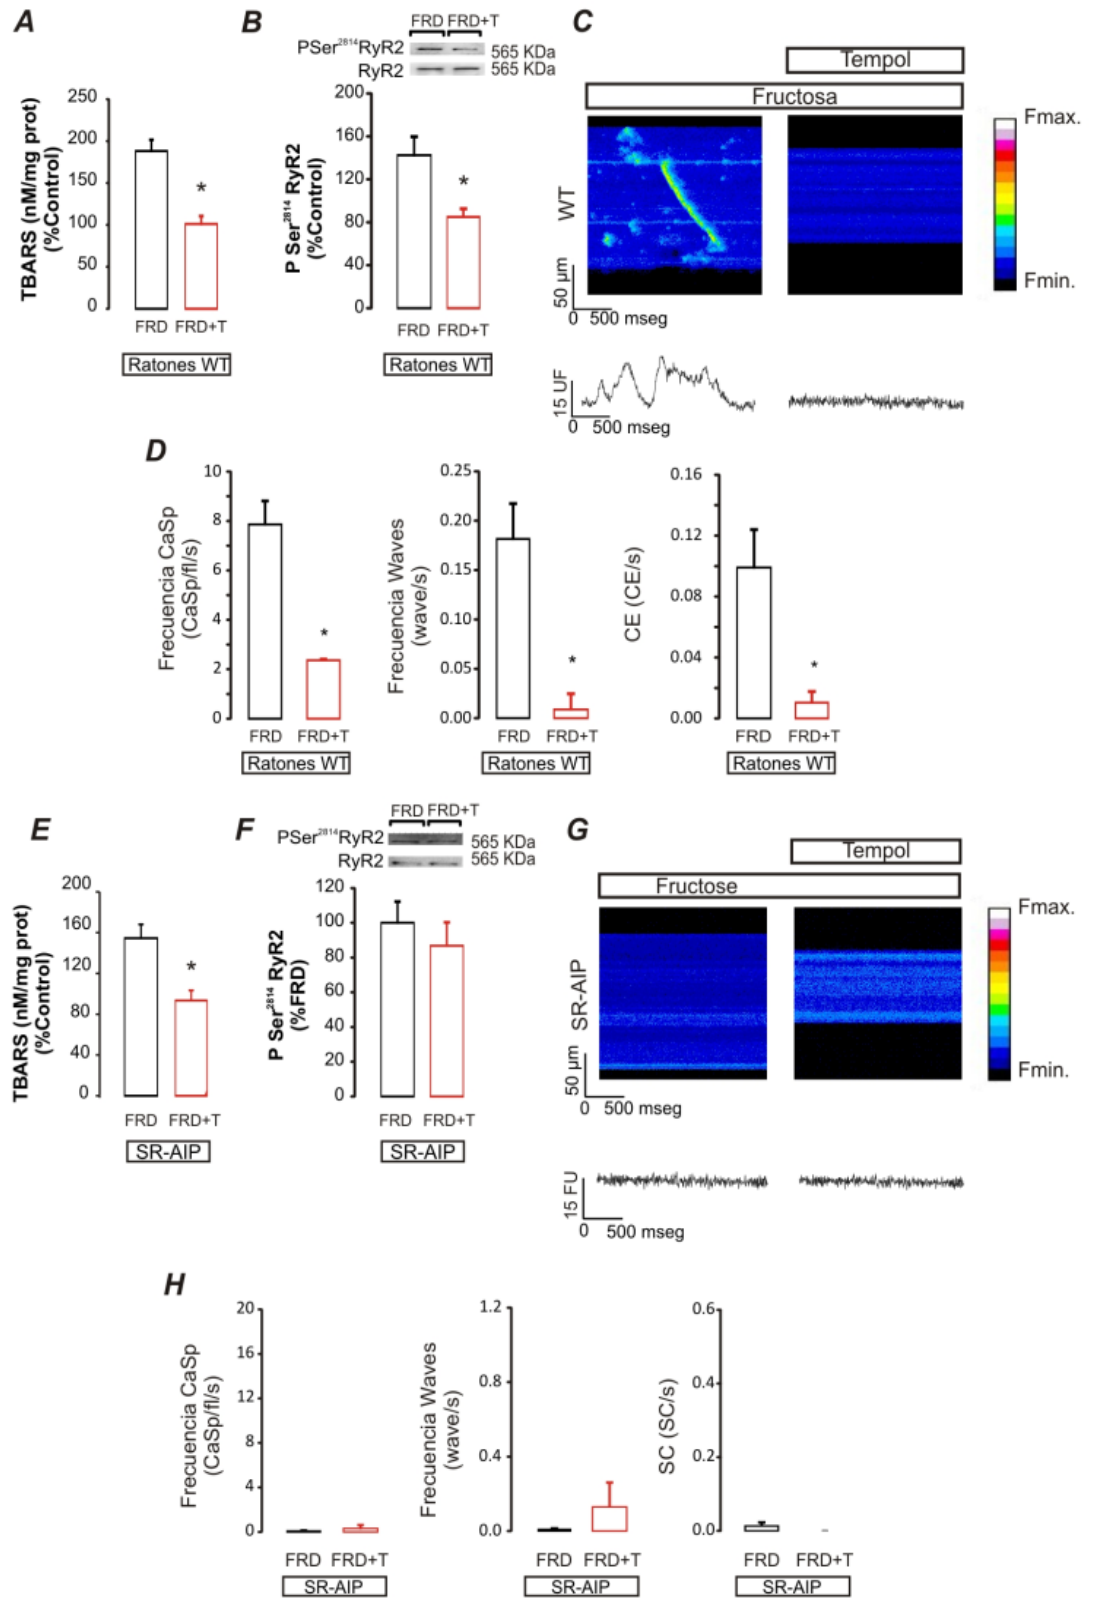 A
TBARS (nM/mg prot)
(%Control)
250
200
150
100
50
0
FRD FRD+T
Ratones WT
B
FRD FRD+T
PSer2814RyR2 565 KDa
RyR2 565 KDa
P Ser2814 RyR2
(%Control)
200
160
120
80
40
0
*
*
FRD FRD+T
Ratones WT
C
Tempol
Fructosa
WT
Fmax.
Fmin.
50 µm
0 500 mseg
15 UF
0 500 mseg
D
Frecuencia CaSp
(CaSp/fl/s)
10
8
6
4
2
0
*
FRD FRD+T
Ratones WT
Frecuencia Waves
(wave/s)
0.25
0.20
0.15
0.10
0.05
0.00
*
FRD FRD+T
Ratones WT
CE (CE/s)
0.16
0.12
0.08
0.04
0.00
*
FRD FRD+T
Ratones WT
E
TBARS (nM/mg prot)
(%Control)
200
160
120
80
40
0
*
FRD FRD+T
SR-AIP
F
FRD FRD+T
PSer2814RyR2 565 KDa
RyR2 565 KDa
P Ser2814 RyR2
(%FRD)
120
100
80
60
40
20
0
FRD FRD+T
SR-AIP
G
Tempol
Fructose
SR-AIP
Fmax.
Fmin.
50 µm
0 500 mseg
15 FU
0 500 mseg
H
Frecuencia CaSp
(CaSp/fl/s)
20
16
12
8
4
0
FRD FRD+T
SR-AIP
Frecuencia Waves
(wave/s)
1.2
0.8
0.4
0.0
FRD FRD+T
SR-AIP
SC (SC/s)
0.6
0.4
0.2
0.0
FRD FRD+T
SR-AIP